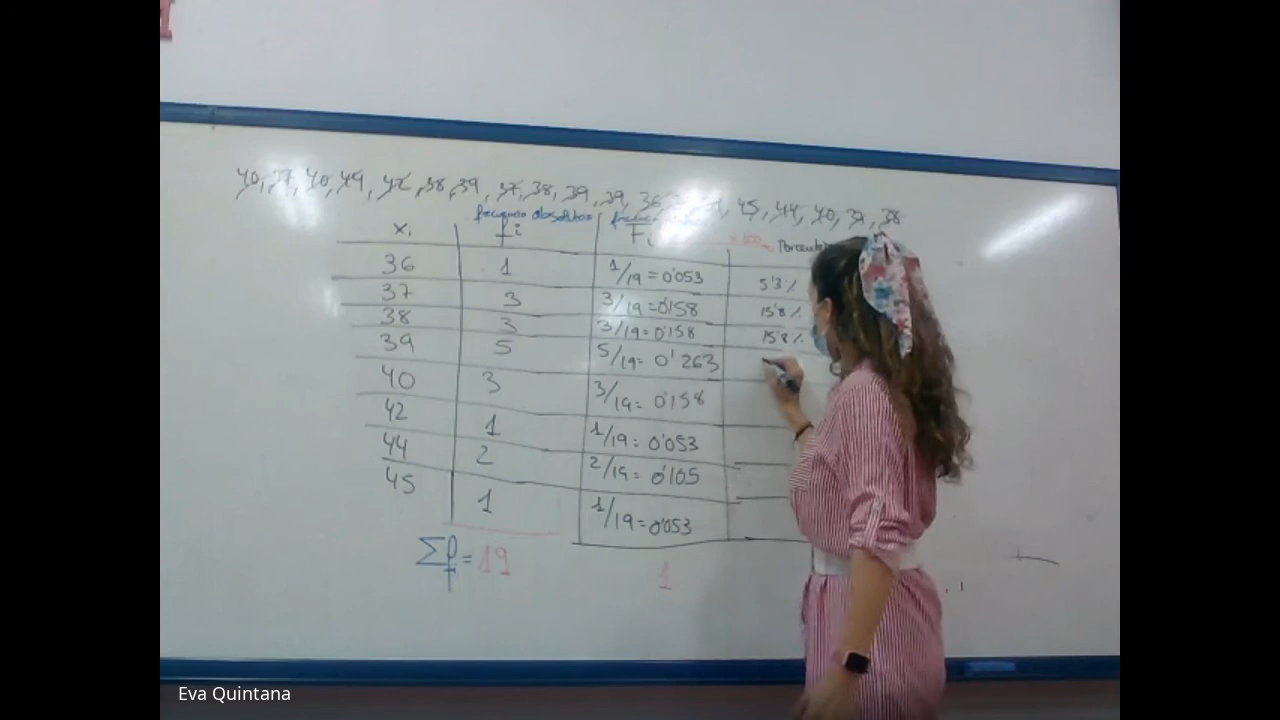 40, 37, 40, 44, 42, 38, 39, 37, 38, 39, 39, 36, 45, 44, 40, 39, 38
frecuencia absoluta
xi fi Fi x100
36 1 1/19 = 0'053 5'3%
37 3 3/19 = 0'158 15'8%
38 3 3/19 = 0'158 15'8%
39 5 5/19 = 0'263
40 3 3/19 = 0'158
42 1 1/19 = 0'053
44 2 2/19 = 0'105
45 1 1/19 = 0'053
Σf = 19 1
Eva Quintana